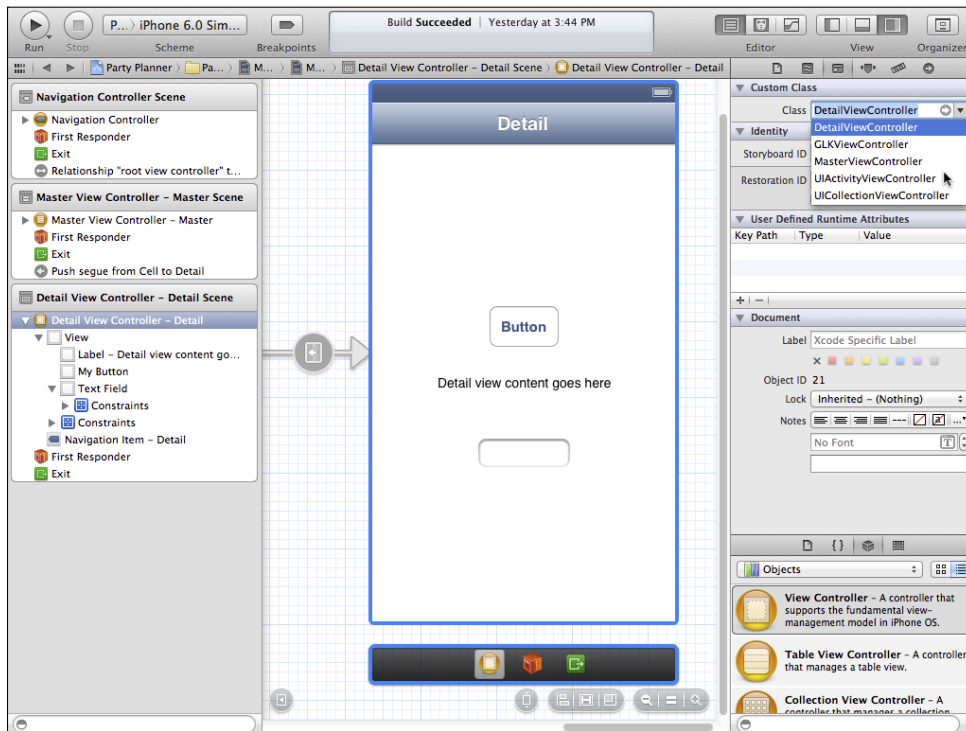 P... iPhone 6.0 Sim...
Build Succeeded | Yesterday at 3:44 PM
Run Stop Scheme Breakpoints Editor View Organizer
Party Planner Pa... M... M... Detail View Controller – Detail Scene Detail View Controller – Detail
Navigation Controller Scene
Navigation Controller
First Responder
Exit
Relationship "root view controller" t...
Master View Controller – Master Scene
Master View Controller – Master
First Responder
Exit
Push segue from Cell to Detail
Detail View Controller – Detail Scene
Detail View Controller – Detail
View
Label – Detail view content go...
My Button
Text Field
Constraints
Constraints
Navigation Item – Detail
First Responder
Exit
Detail
Button
Detail view content goes here
Custom Class
Class DetailViewController
DetailViewController
GLKViewController
MasterViewController
UIActivityViewController
UICollectionViewController
Identity
Storyboard ID
Restoration ID
User Defined Runtime Attributes
Key Path Type Value
Document
Label Xcode Specific Label
Object ID 21
Lock Inherited – (Nothing)
Notes
No Font
Objects
View Controller – A controller that
supports the fundamental view–
management model in iPhone OS.
Table View Controller – A controller
that manages a table view.
Collection View Controller – A
controller that manages a collection